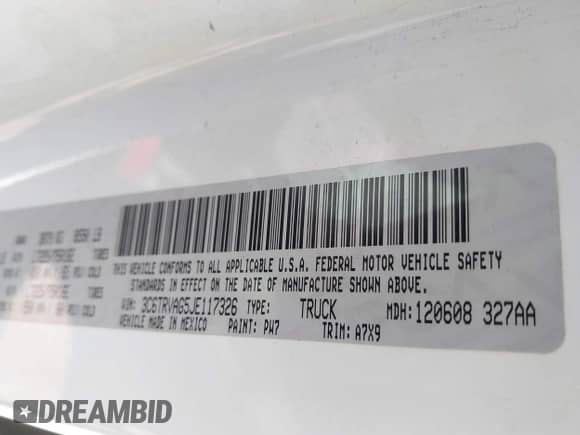 THIS VEHICLE CONFORMS TO ALL APPLICABLE U.S.A. FEDERAL MOTOR VEHICLE SAFETY
STANDARDS IN EFFECT ON THE DATE OF MANUFACTURE SHOWN ABOVE.
VIN: 3C6TRVAG5JE117326 TYPE: TRUCK MDH: 120608 327AA
VEHICLE MADE IN MEXICO PAINT: PW7 TRIM: A7X9
DREAMBID